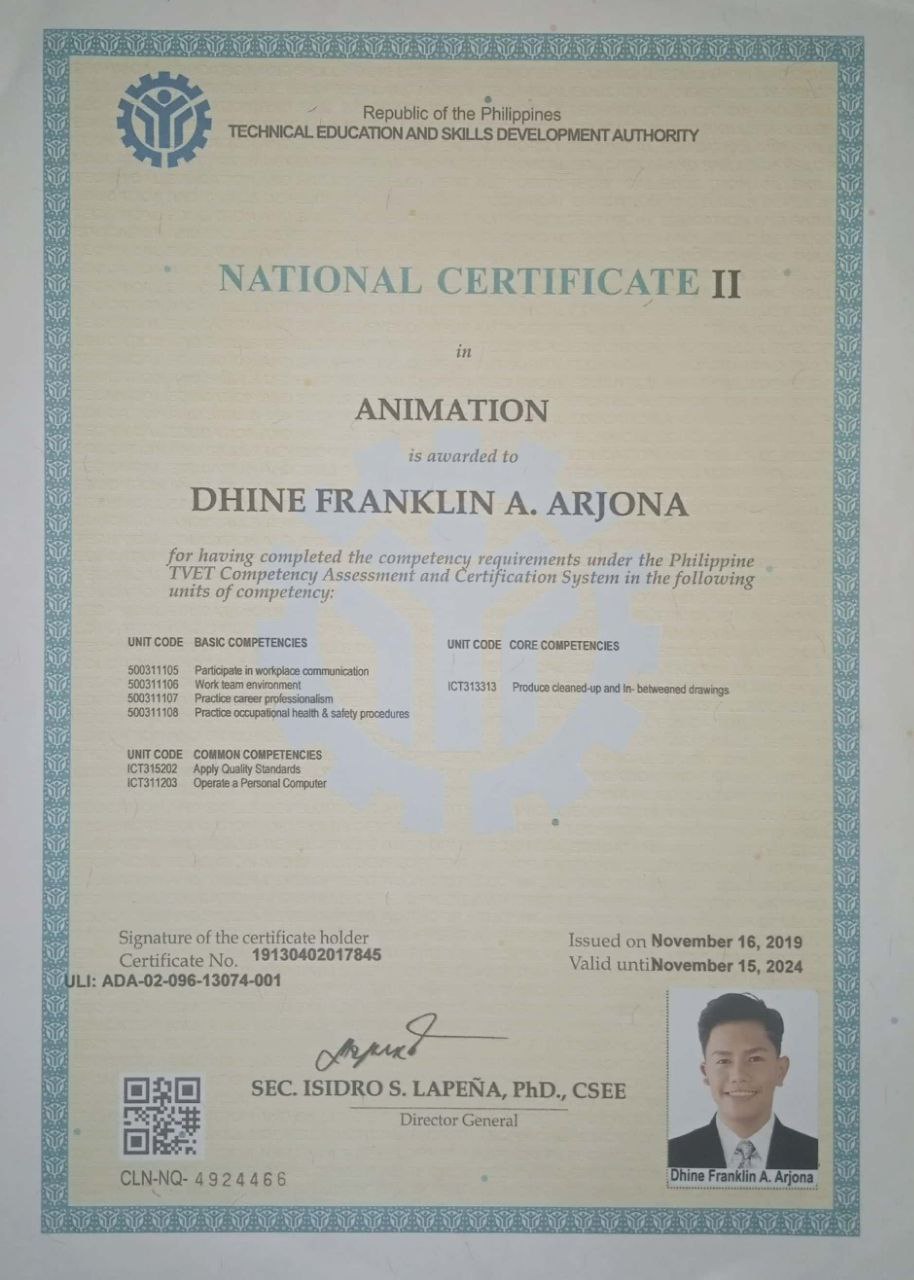 Republic of the Philippines
TECHNICAL EDUCATION AND SKILLS DEVELOPMENT AUTHORITY
NATIONAL CERTIFICATE II
in
ANIMATION
is awarded to
DHINE FRANKLIN A. ARJONA
for having completed the competency requirements under the Philippine
TVET Competency Assessment and Certification System in the following
units of competency:
UNIT CODE BASIC COMPETENCIES
500311105 Participate in workplace communication
500311106 Work team environment
500311107 Practice career professionalism
500311108 Practice occupational health & safety procedures
UNIT CODE COMMON COMPETENCIES
ICT315202 Apply Quality Standards
ICT311203 Operate a Personal Computer
UNIT CODE CORE COMPETENCIES
ICT313313 Produce cleaned-up and In- betweened drawings
Signature of the certificate holder
Certificate No. 19130402017845
ULI: ADA-02-096-13074-001
Issued on November 16, 2019
Valid until November 15, 2024
SEC. ISIDRO S. LAPEÑA, PhD., CSEE
Director General
CLN-NQ- 4924466
Dhine Franklin A. Arjona